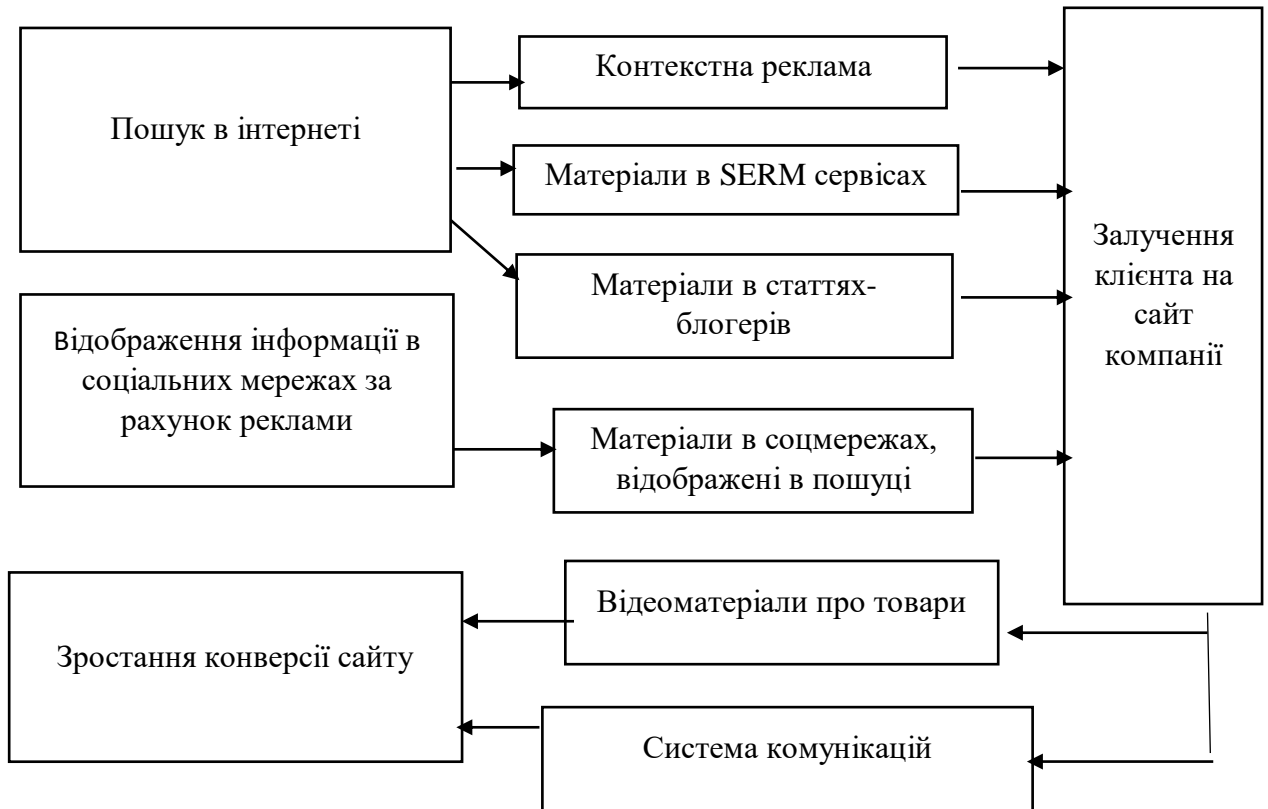 Пошук в інтернеті
Контекстна реклама
Матеріали в SERM сервісах
Матеріали в статтях-
блогерів
Відображення інформації в
соціальних мережах за
рахунок реклами
Матеріали в соцмережах,
відображені в пошуці
Залучення
клієнта на
сайт
компанії
Відеоматеріали про товари
Зростання конверсії сайту
Система комунікацій